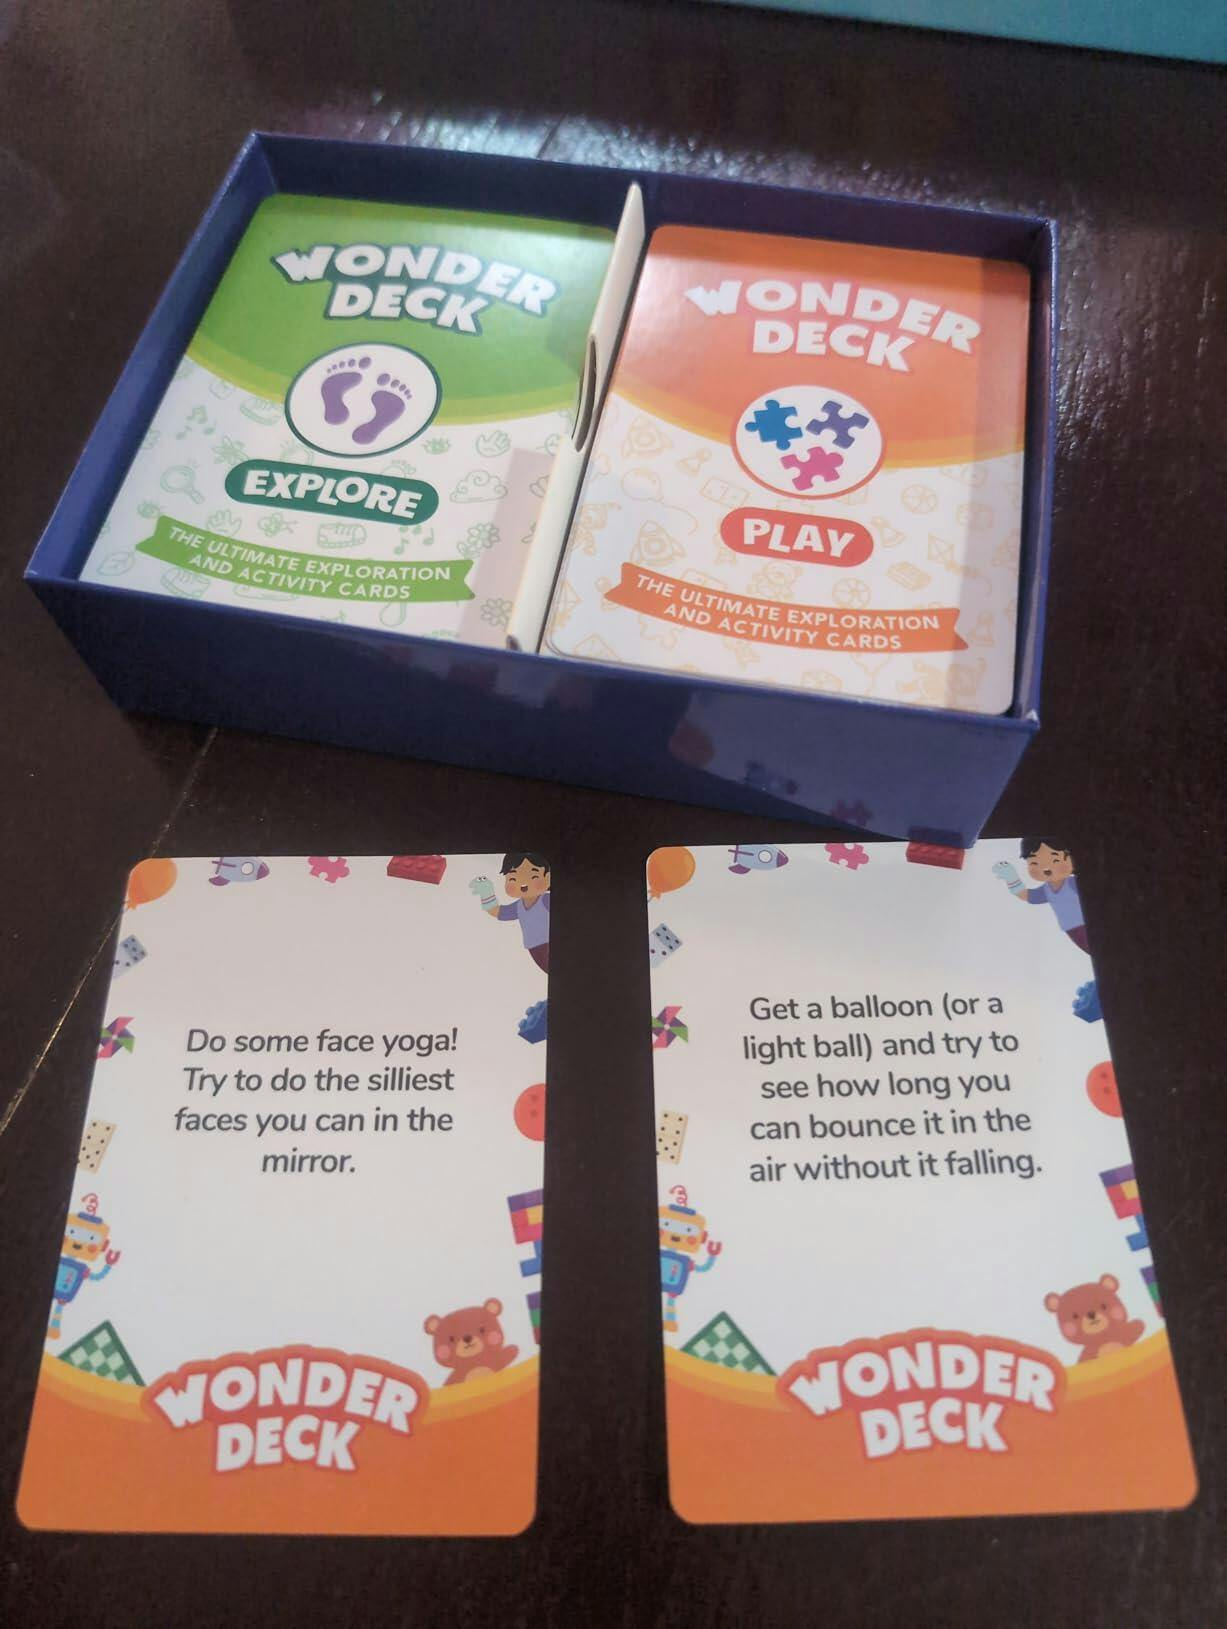 WONDER
DECK
EXPLORE
THE ULTIMATE EXPLORATION
AND ACTIVITY CARDS
WONDER
DECK
PLAY
THE ULTIMATE EXPLORATION
AND ACTIVITY CARDS
Do some face yoga!
Try to do the silliest
faces you can in the
mirror.
WONDER
DECK
Get a balloon (or a
light ball) and try to
see how long you
can bounce it in the
air without it falling.
WONDER
DECK